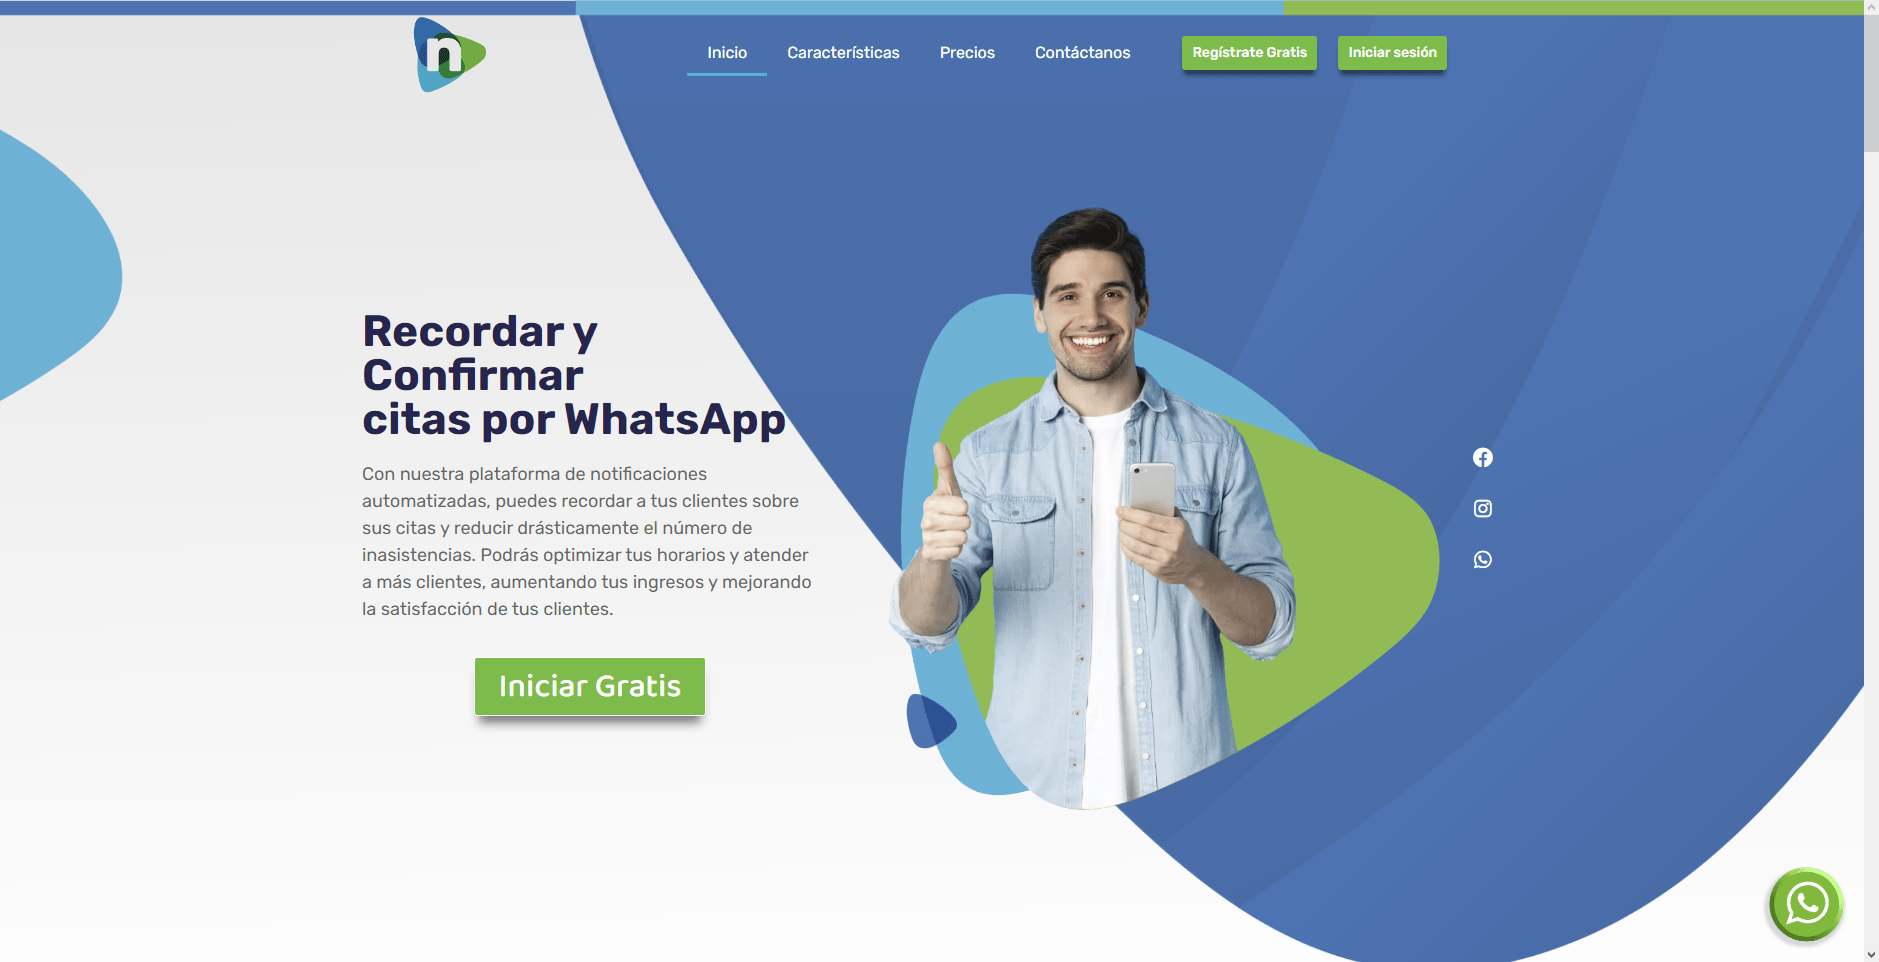 n
Inicio
Características
Precios
Contáctanos
Regístrate Gratis
Iniciar sesión
Recordar y
Confirmar
citas por WhatsApp
Con nuestra plataforma de notificaciones
automatizadas, puedes recordar a tus clientes sobre
sus citas y reducir drásticamente el número de
inasistencias. Podrás optimizar tus horarios y atender
a más clientes, aumentando tus ingresos y mejorando
la satisfacción de tus clientes.
Iniciar Gratis